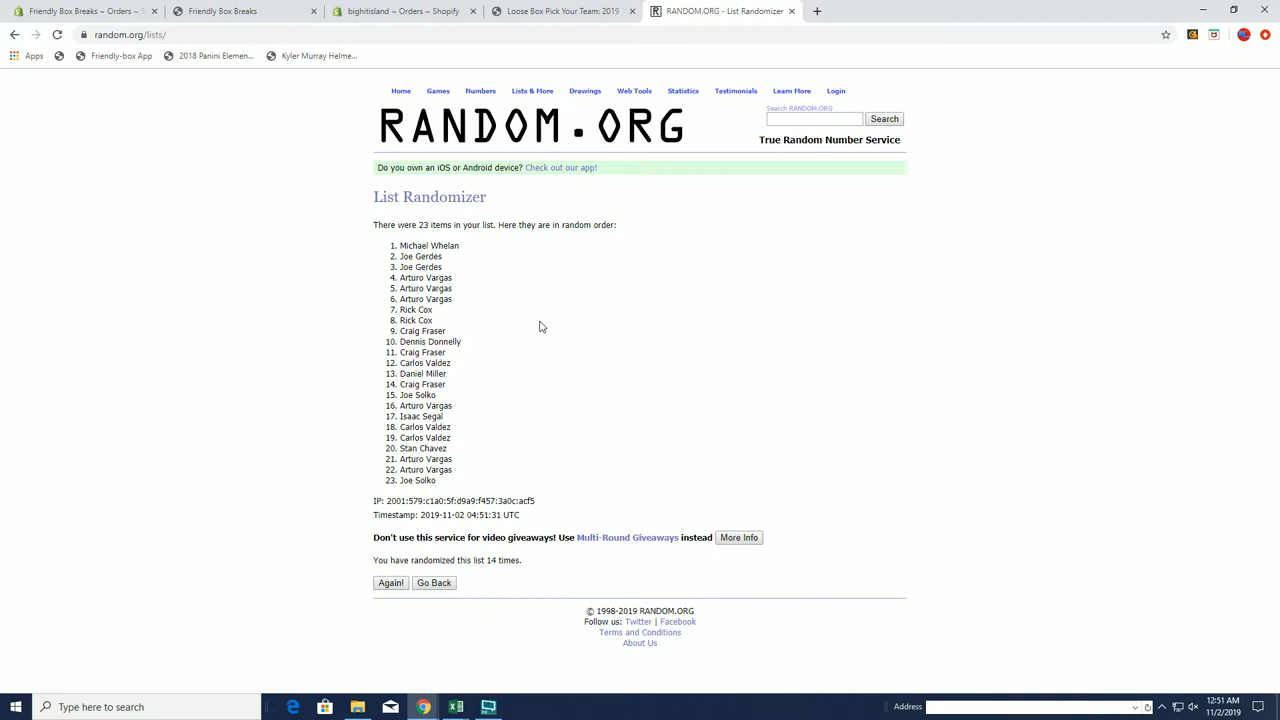 Friendly Box Breaks ~ Orders ~ S
Friendly Box Breaks
bighitisland ~ Orders ~ Shopify
Loose Box Pick Your Team 2019
RANDOM.ORG - List Randomizer
random.org/lists/
Apps
Friendly-box App
2018 Panini Elemen...
Kyler Murray Helme...
Home Games Numbers Lists & More Drawings Web Tools Statistics Testimonials Learn More Login
RANDOM.ORG
Search RANDOM.ORG
Search
True Random Number Service
Do you own an iOS or Android device? Check out our app!
List Randomizer
There were 23 items in your list. Here they are in random order:
1. Michael Whelan
2. Joe Gerdes
3. Joe Gerdes
4. Arturo Vargas
5. Arturo Vargas
6. Arturo Vargas
7. Rick Cox
8. Rick Cox
9. Craig Fraser
10. Dennis Donnelly
11. Craig Fraser
12. Carlos Valdez
13. Daniel Miller
14. Craig Fraser
15. Joe Solko
16. Arturo Vargas
17. Isaac Segal
18. Carlos Valdez
19. Carlos Valdez
20. Stan Chavez
21. Arturo Vargas
22. Arturo Vargas
23. Joe Solko
IP: 2001:579:c1a0:5f:d9a9:f457:3a0c:acf5
Timestamp: 2019-11-02 04:51:31 UTC
Don't use this service for video giveaways! Use Multi-Round Giveaways instead More Info
You have randomized this list 14 times.
Again! Go Back
© 1998-2019 RANDOM.ORG
Follow us: Twitter | Facebook
Terms and Conditions
About Us
Type here to search
Address
12:51 AM
11/2/2019